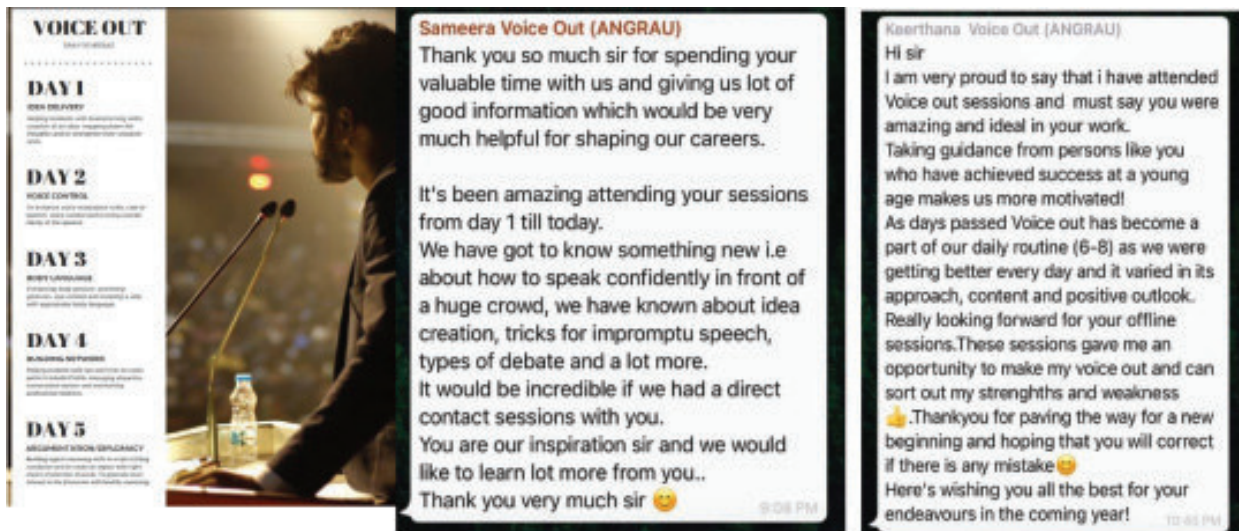 VOICE OUT
DAY 1
IDEA DELIVERY
DAY 2
VOICE CONTROL
DAY 3
BODY LANGUAGE
DAY 4
BUILDING NETWORK
DAY 5
ARGUMENTATION/DIPLOMACY
Sameera Voice Out (ANGRAU)
Thank you so much sir for spending your
valuable time with us and giving us lot of
good information which would be very
much helpful for shaping our careers.
It's been amazing attending your sessions
from day 1 till today.
We have got to know something new i.e
about how to speak confidently in front of
a huge crowd, we have known about idea
creation, tricks for impromptu speech,
types of debate and a lot more.
It would be incredible if we had a direct
contact sessions with you.
You are our inspiration sir and we would
like to learn lot more from you..
Thank you very much sir 😊
9:08 PM
Keerthana Voice Out (ANGRAU)
Hi sir
I am very proud to say that i have attended
Voice out sessions and must say you were
amazing and ideal in your work.
Taking guidance from persons like you
who have achieved success at a young
age makes us more motivated!
As days passed Voice out has become a
part of our daily routine (6-8) as we were
getting better every day and it varied in its
approach, content and positive outlook.
Really looking forward for your offline
sessions.These sessions gave me an
opportunity to make my voice out and can
sort out my strenghths and weakness
👍.Thankyou for paving the way for a new
beginning and hoping that you will correct
if there is any mistake😊
Here's wishing you all the best for your
endeavours in the coming year!
PM